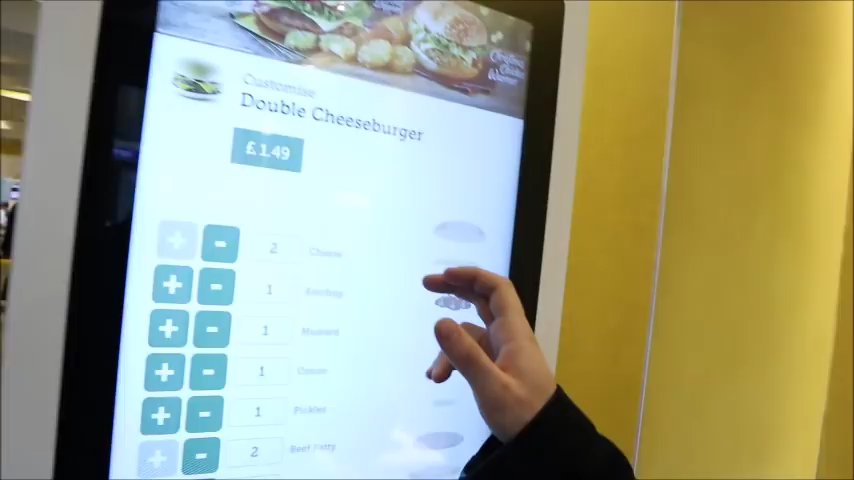 Customise
Double Cheeseburger
£1.49
+ - 2 Cheese
+ - 1 Ketchup
+ - 1 Mustard
+ - 1 Onion
+ - 1 Pickles
+ - 2 Beef Patty